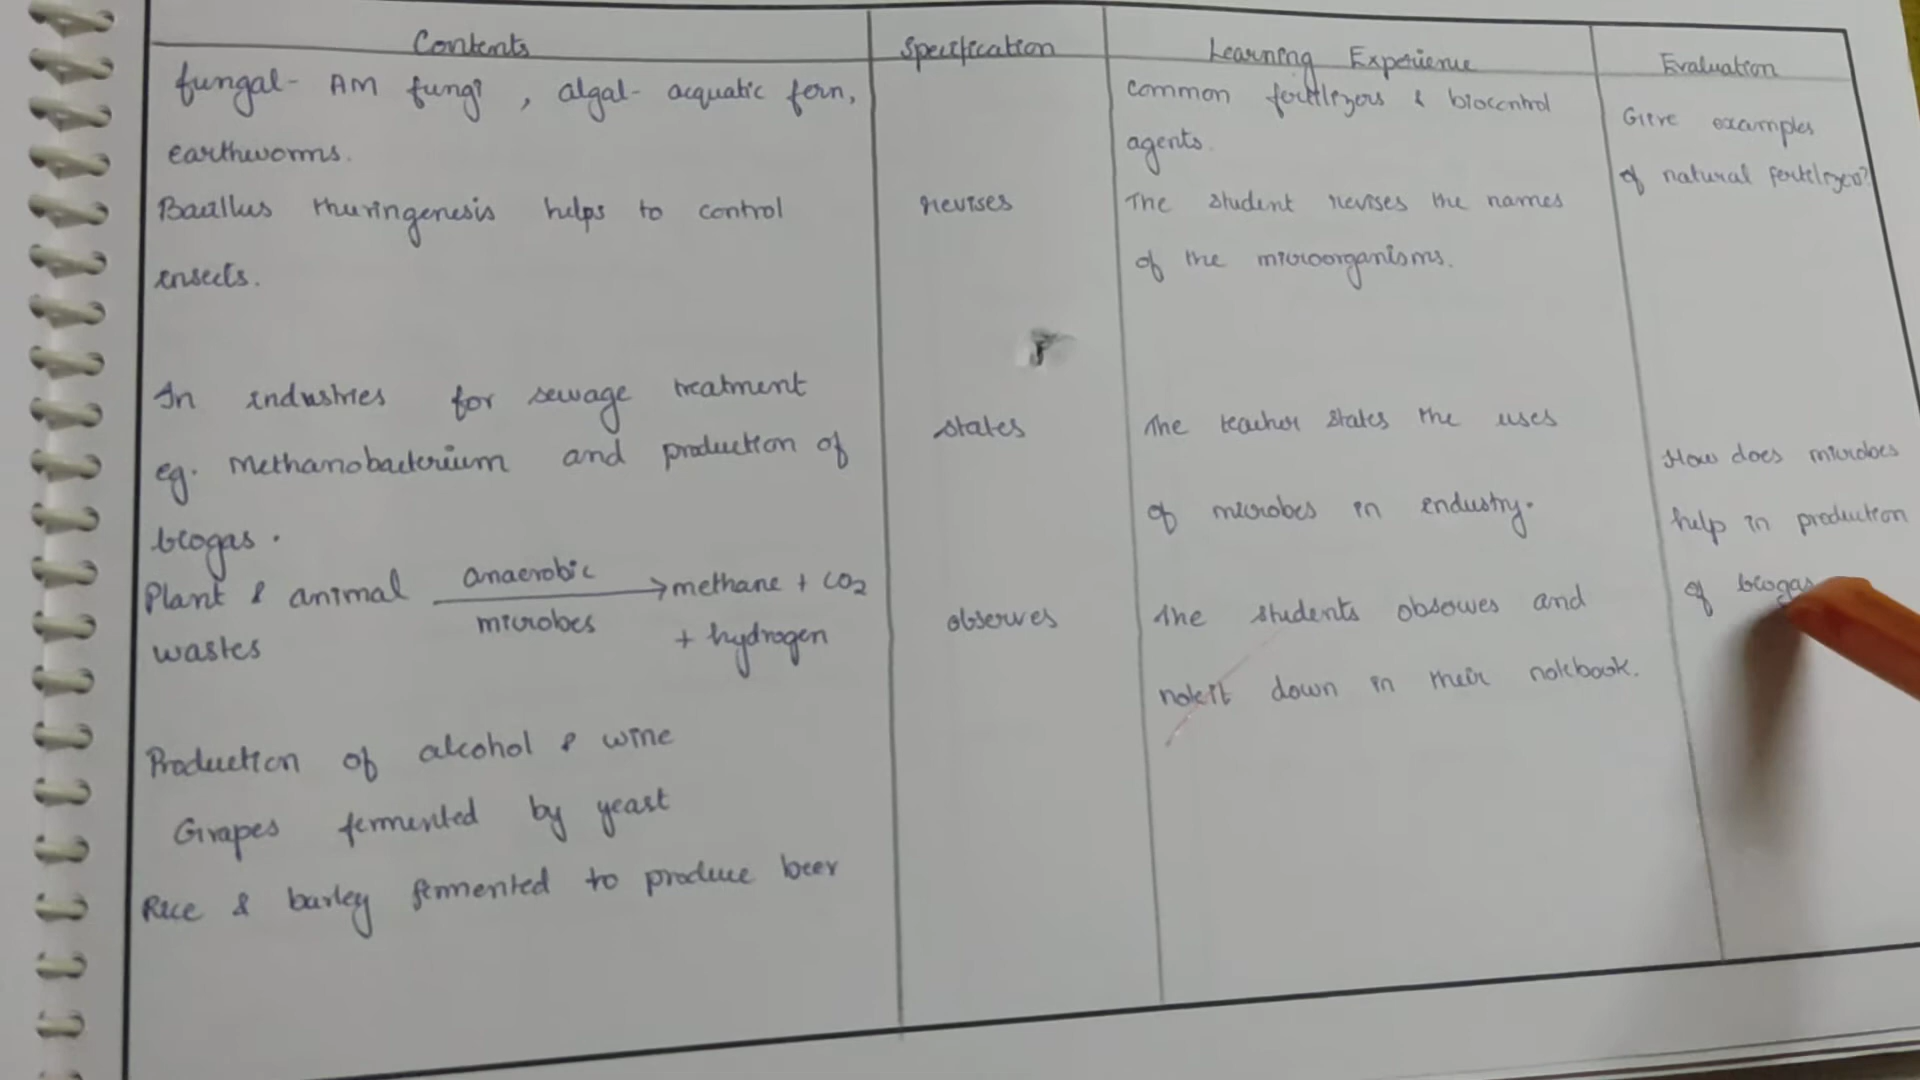 Contents
fungal- AM fungi, algal- acquatic fern,
earthworms.
Bacillus thuringenesis helps to control
insects.
In industries for sewage treatment
eg. Methanobacterium and production of
biogas.
Plant & animal anaerobic methane + CO2
wastes microbes + hydrogen
Production of alcohol & wine
Grapes fermented by yeast
Rice & barley fermented to produce beer
Specification
revises
states
observes
Learning Experience
common fertilizers & biocontrol
agents.
The student revises the names
of the microorganisms.
The teacher states the uses
of microbes in industry.
The students observes and
note it down in their notebook.
Evaluation
Give examples
of natural fertilizers?
How does microbes
help in production
of biogas